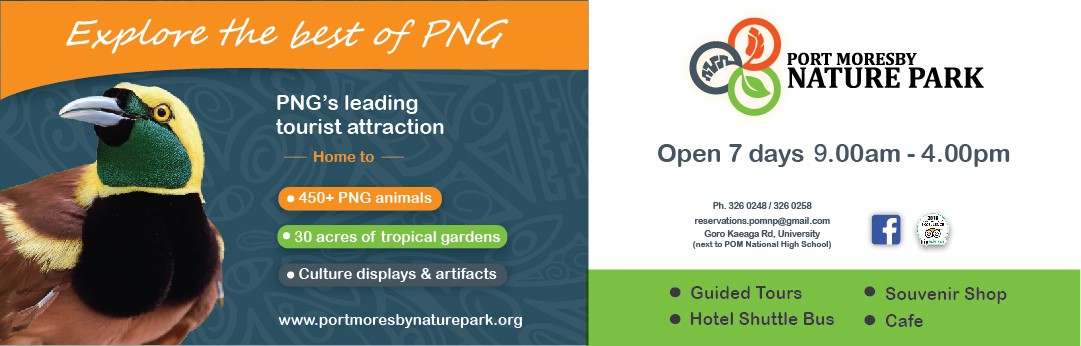 Explore the best of PNG
PNG's leading
tourist attraction
Home to
450+ PNG animals
30 acres of tropical gardens
Culture displays & artifacts
www.portmoresbynaturepark.org
PORT MORESBY
NATURE PARK
Open 7 days 9.00am - 4.00pm
Ph. 326 0248 / 326 0258
reservations.pomnp@gmail.com
Goro Kaeaga Rd, University
(next to POM National High School)
f
Guided Tours
Hotel Shuttle Bus
Souvenir Shop
Cafe